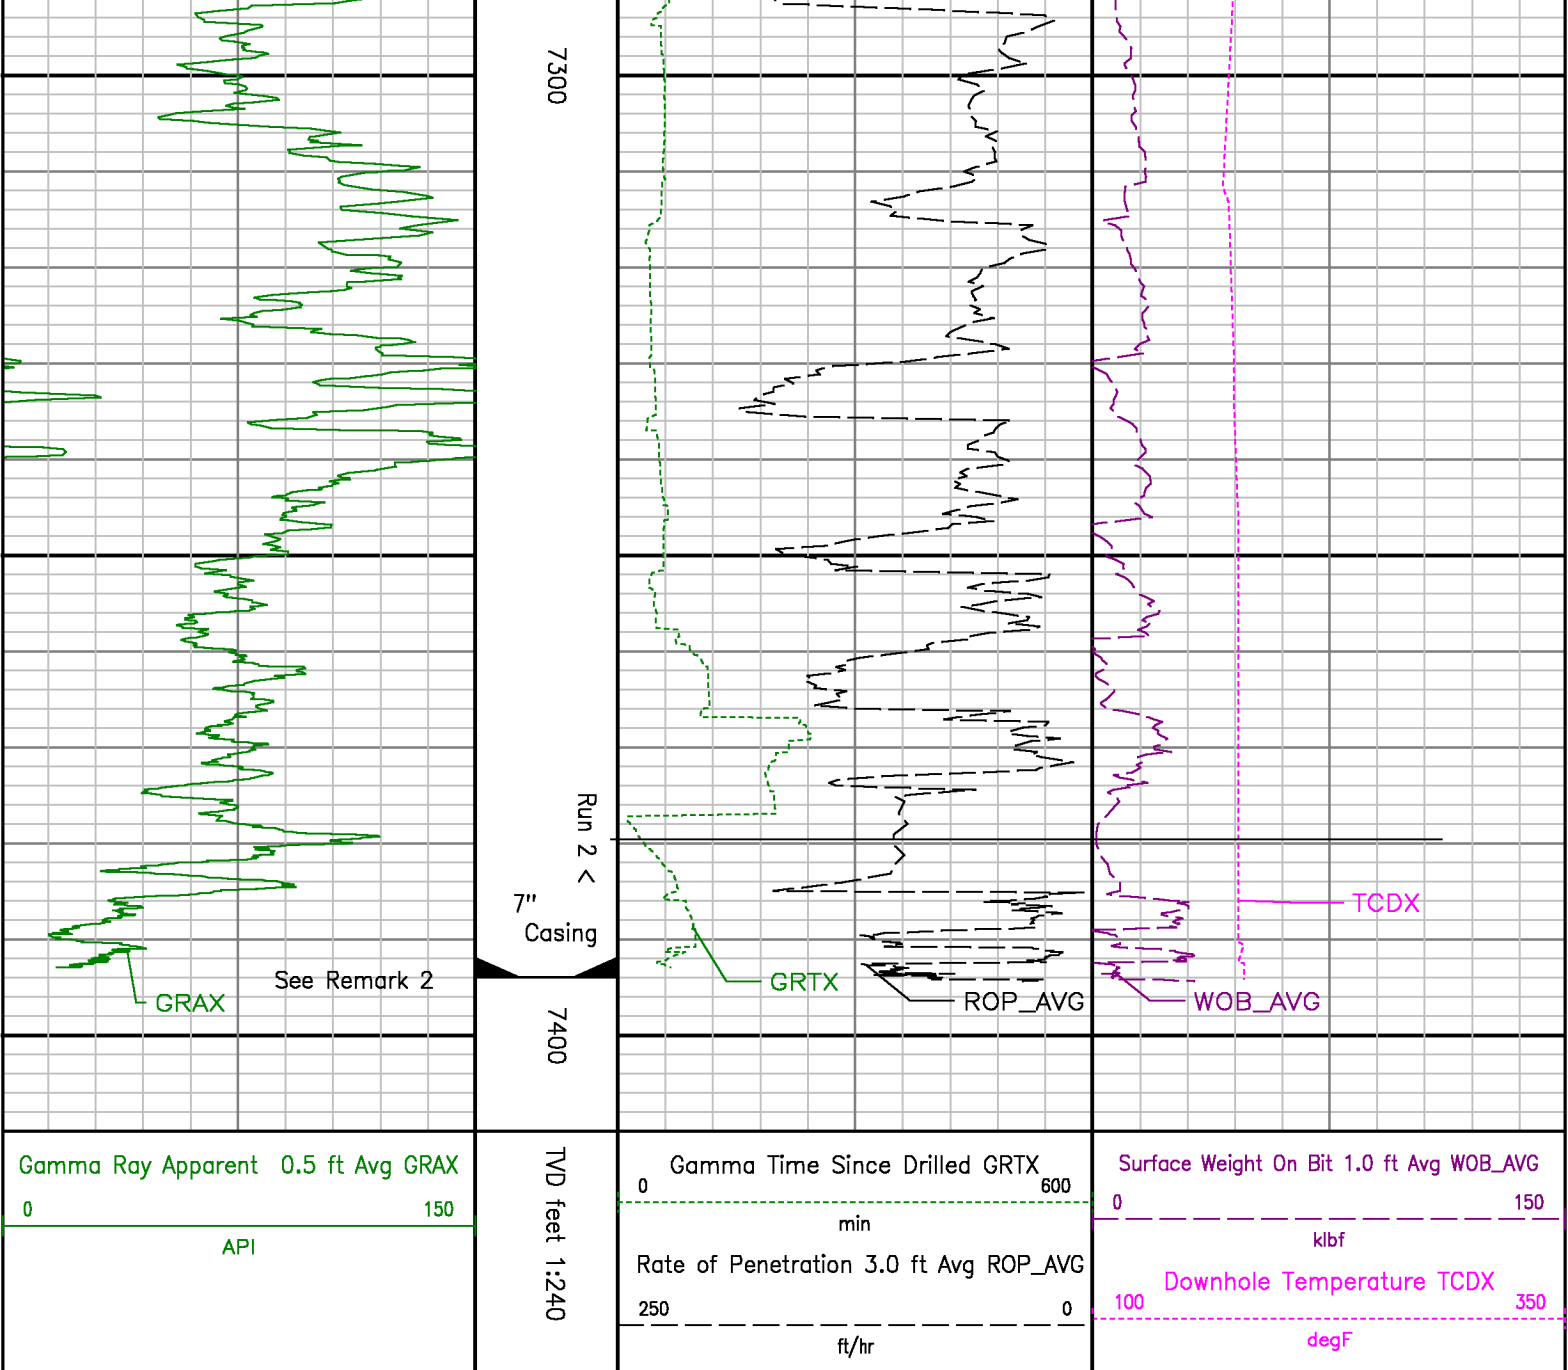 7300
Run 2 <
7"
Casing
See Remark 2
GRAX
GRTX
ROP_AVG
TCDX
WOB_AVG
7400
Gamma Ray Apparent 0.5 ft Avg GRAX
0 150
API
TVD feet 1:240
Gamma Time Since Drilled GRTX
0 600
min
Rate of Penetration 3.0 ft Avg ROP_AVG
250 0
ft/hr
Surface Weight On Bit 1.0 ft Avg WOB_AVG
0 150
klbf
Downhole Temperature TCDX
100 350
degF